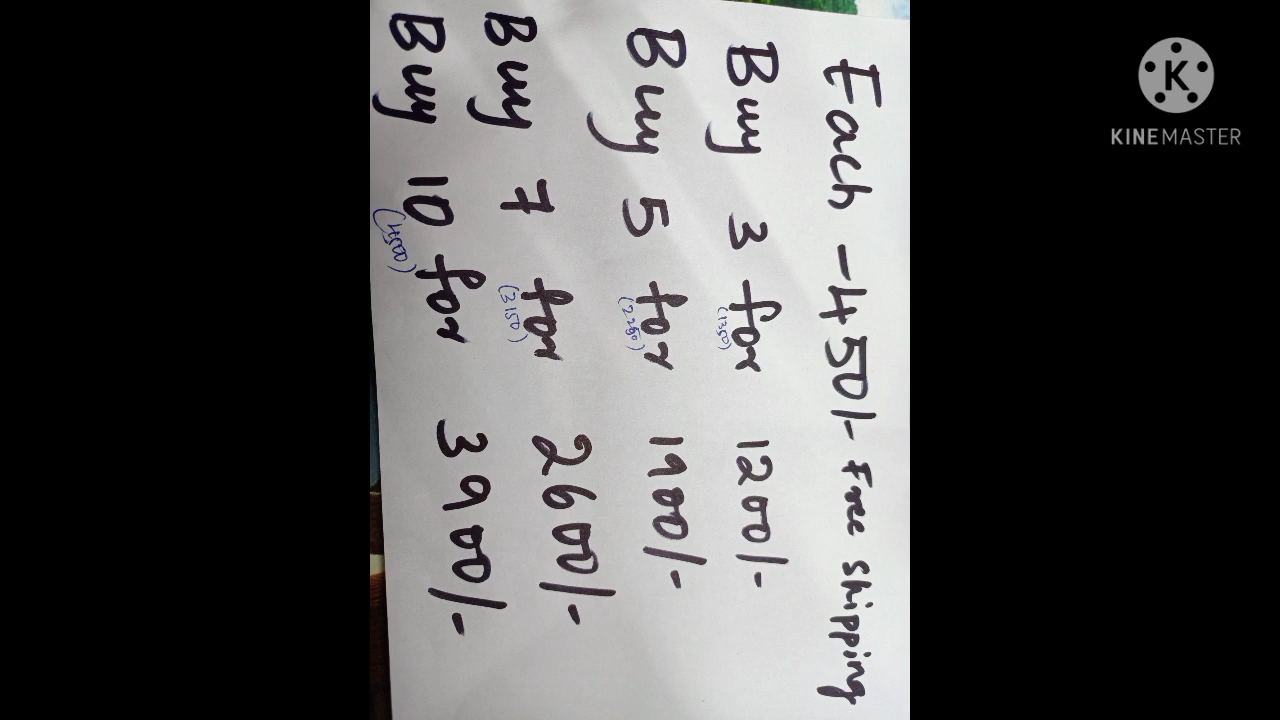 Each - 450/- Free shipping
Buy 3 for 1200/-
(1350)
Buy 5 for 1900/-
(2250)
Buy 7 for 2600/-
(3150)
Buy 10 for 3900/-
(4500)
KINEMASTER